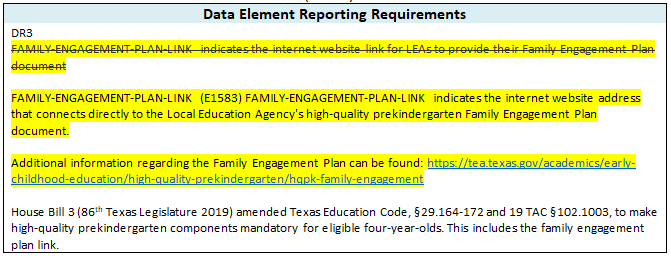 Data Element Reporting Requirements
DR3
FAMILY-ENGAGEMENT-PLAN-LINK indicates the internet website link for LEAs to provide their Family Engagement Plan
document
FAMILY-ENGAGEMENT-PLAN-LINK (E1583) FAMILY-ENGAGEMENT-PLAN-LINK indicates the internet website address
that connects directly to the Local Education Agency's high-quality prekindergarten Family Engagement Plan
document.
Additional information regarding the Family Engagement Plan can be found: https://tea.texas.gov/academics/early-
childhood-education/high-quality-prekindergarten/hqpk-family-engagement
House Bill 3 (86th Texas Legislature 2019) amended Texas Education Code, §29.164-172 and 19 TAC §102.1003, to make
high-quality prekindergarten components mandatory for eligible four-year-olds. This includes the family engagement
plan link.